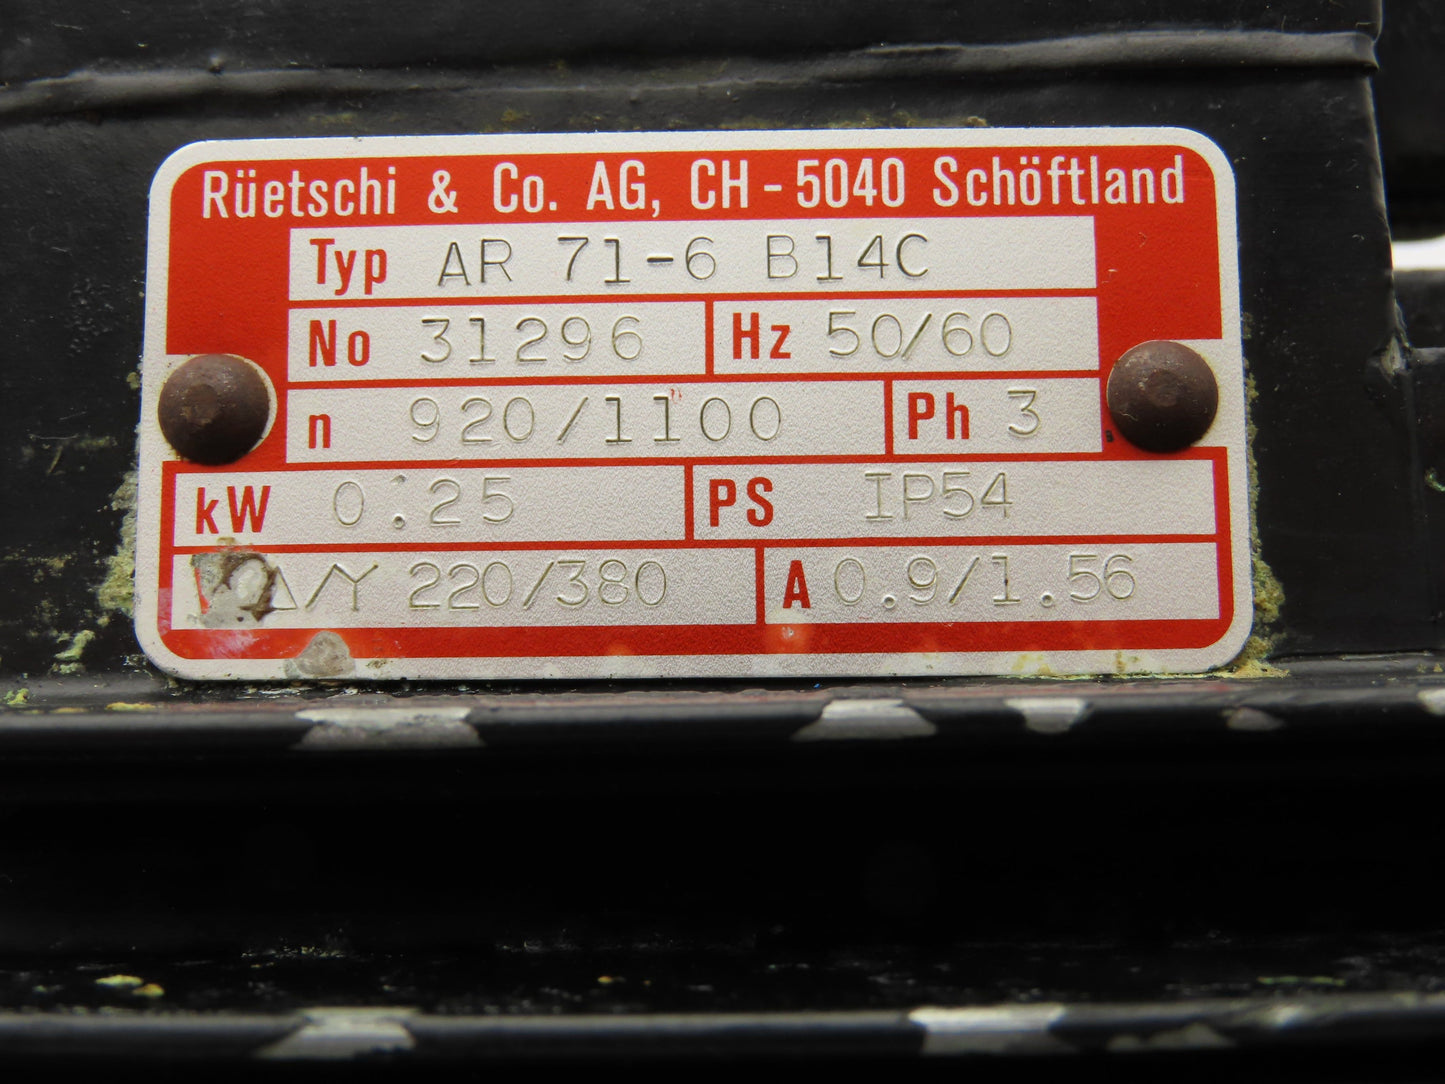 Rüetschi & Co. AG, CH - 5040 Schöftland
Typ AR 71-6 B14C
No 31296 Hz 50/60
n 920/1100 Ph 3
kW 0.25 PS IP54
Δ/Y 220/380 A 0.9/1.56